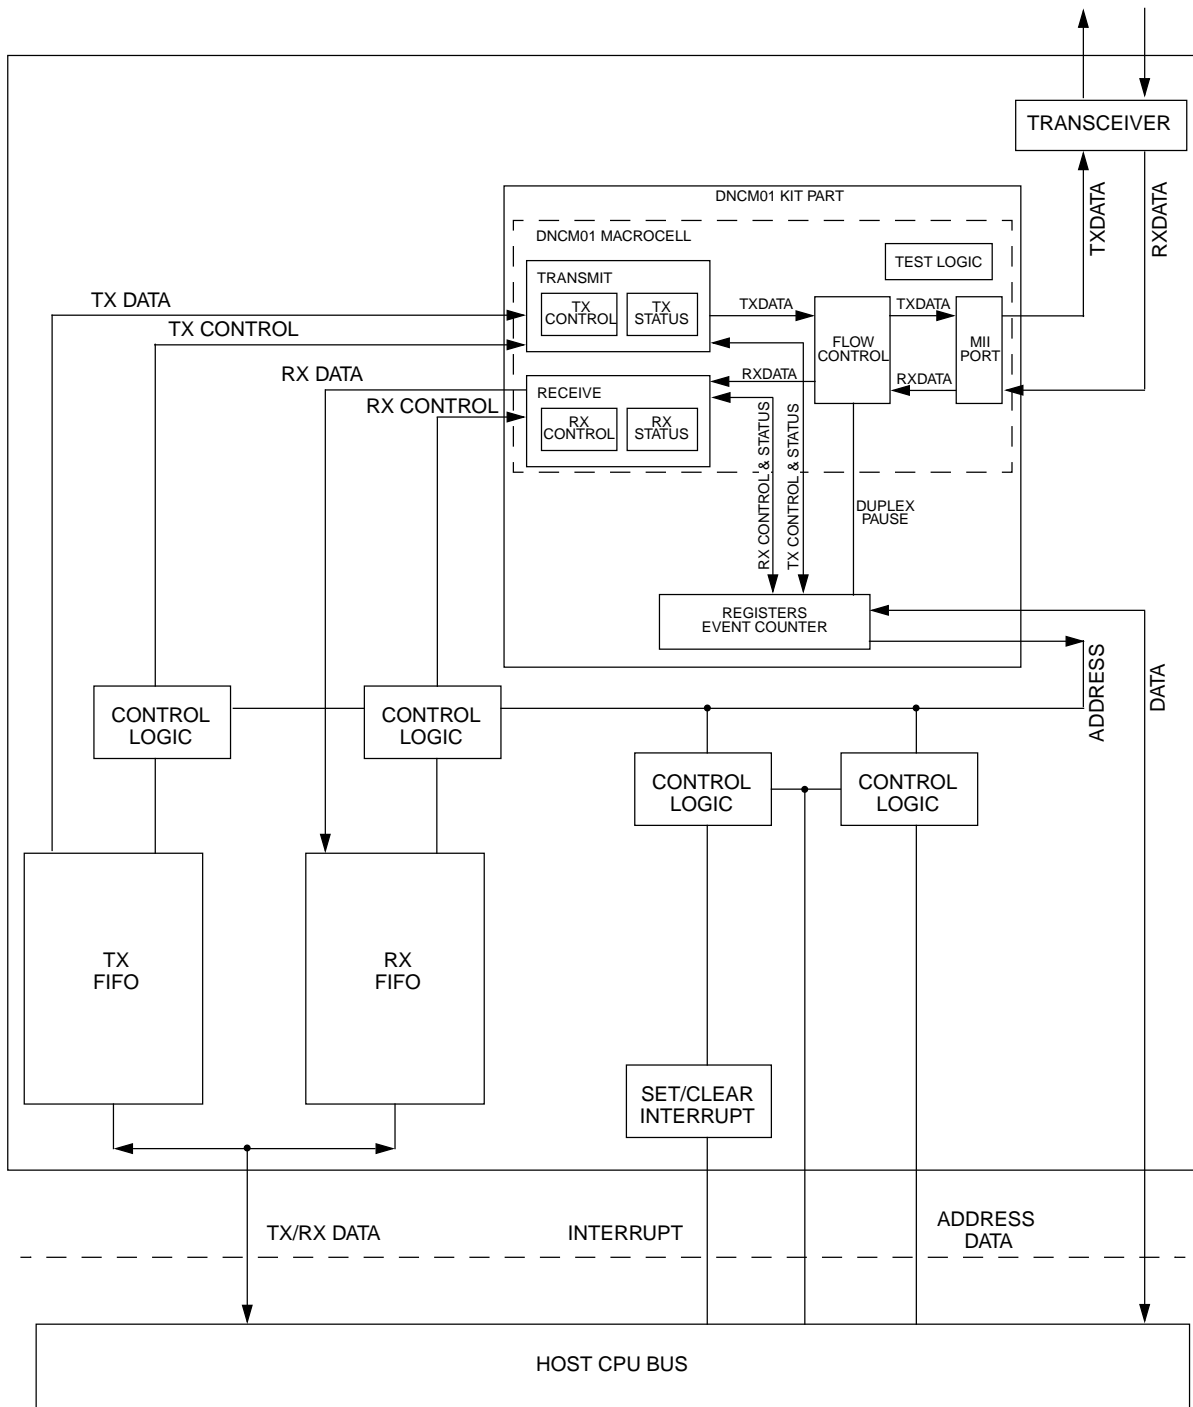 TRANSCEIVER
TXDATA
RXDATA
DNCM01 KIT PART
DNCM01 MACROCELL
TEST LOGIC
TRANSMIT
TX
CONTROL
TX
STATUS
TXDATA
FLOW
CONTROL
TXDATA
MII
PORT
RXDATA
RXDATA
RECEIVE
RX
CONTROL
RX
STATUS
TX DATA
TX CONTROL
RX DATA
RX CONTROL
RX CONTROL & STATUS
TX CONTROL & STATUS
DUPLEX
PAUSE
REGISTERS
EVENT COUNTER
ADDRESS
DATA
CONTROL
LOGIC
CONTROL
LOGIC
CONTROL
LOGIC
CONTROL
LOGIC
TX
FIFO
RX
FIFO
SET/CLEAR
INTERRUPT
TX/RX DATA
INTERRUPT
ADDRESS
DATA
HOST CPU BUS